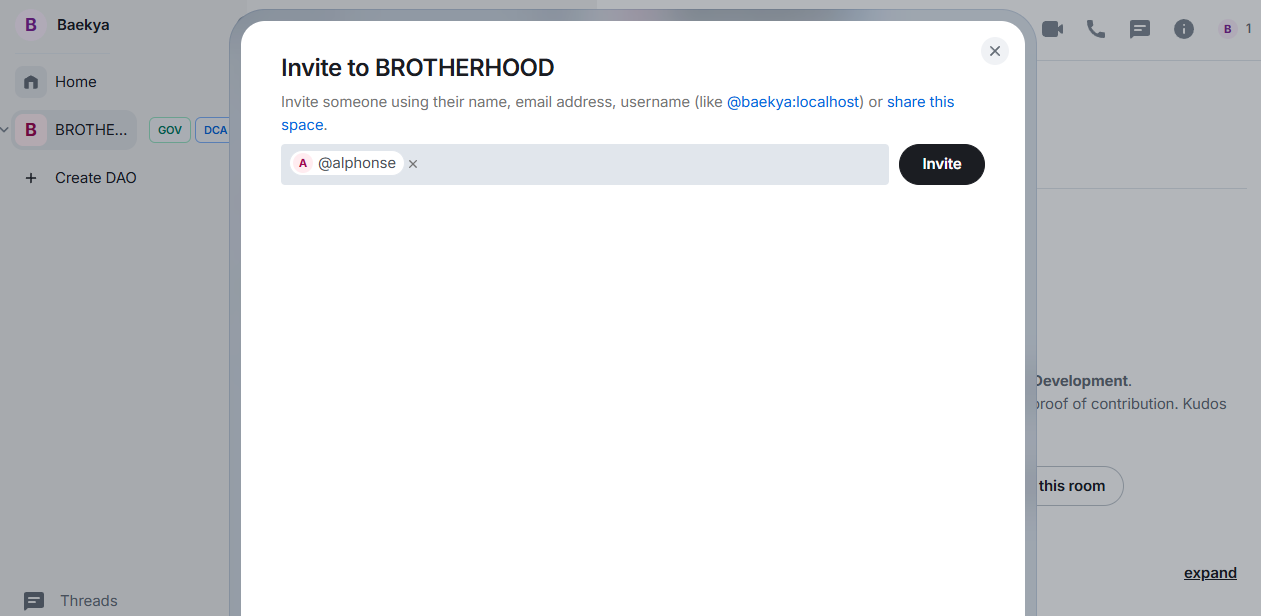 B Baekya
Home
B BROTHE... GOV DCA
Create DAO
Threads
Invite to BROTHERHOOD
Invite someone using their name, email address, username (like @baekya:localhost) or share this
space.
A @alphonse
Invite
B 1
Development.
proof of contribution. Kudos
this room
expand